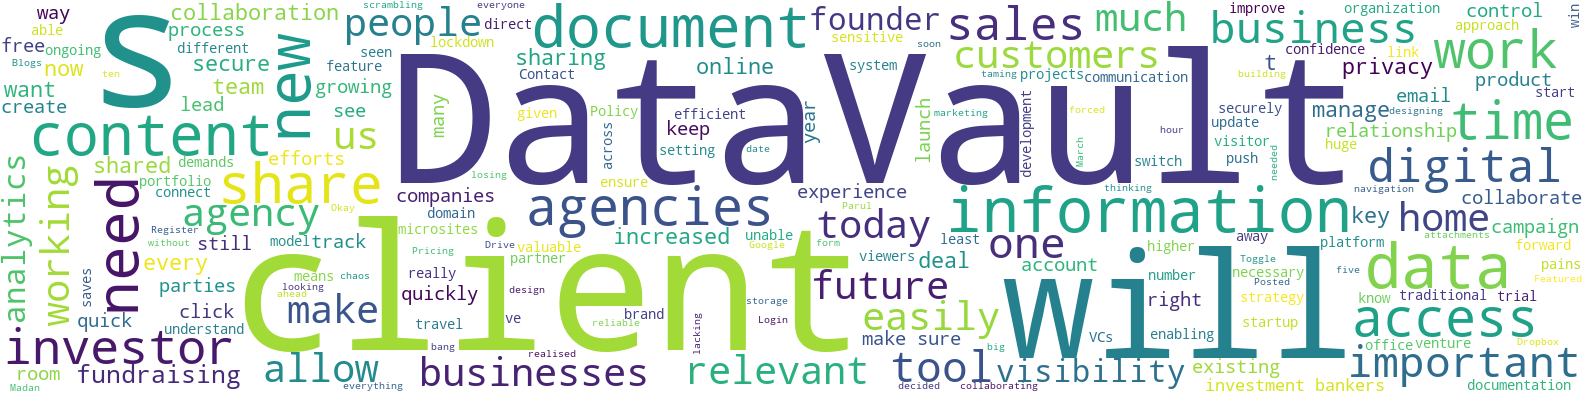 way
collaboration
scrambling
everyone
improve
organization
control
win
able
process
people
direct
document
founder
sales
much
business
approach
free
ongoing
different
seen
lockdown
sensitive
soon
confidence
link
work
Blogs
now
ten
secure
feature
sharing
online
system
customers
t
privacy
want
team
growing
Contact
taming
projects
communication
building
product
create
lead
S
new
see
many
DataVault
given
Policy
efficient
year
launch
marketing
development
forced
securely
manage
email
designing
start
content
us
keep
hour
update
visitor
relationship
time
across
setting
date
March
switch
push
huge
needed
shared
demands
efforts
losing
ensure
thinking
navigation
digital
analytics
working
need
portfolio
connect
share
companies
experience
collaborate
agency
Okay
domain
agencies
Parul
today
information
key
home
Register
model
track
microsites
increased
unable
Google
form
least
one
higher
away
platform
attachments
campaign
without
still
Pricing
Drive
valuable
viewers
Toggle
data
forward
every
means
really
partner
deal
account
number
necessary
five
pains
parties
saves
chaos
looking
client
quickly
design
storage
future
will
right
Posted
strategy
know
traditional
trial
Featured
click
make
ahead
ve
brand
Login
easily
startup
access
quick
understand
travel
reliable
lacking
make sure
VCs
enabling
office
venture
Dropbox
investor
bang
realised
big
existing
important
room
fundraising
allow
businesses
relevant
tool
visibility
Madan
everything
decided
collaborating
investment bankers
documentation